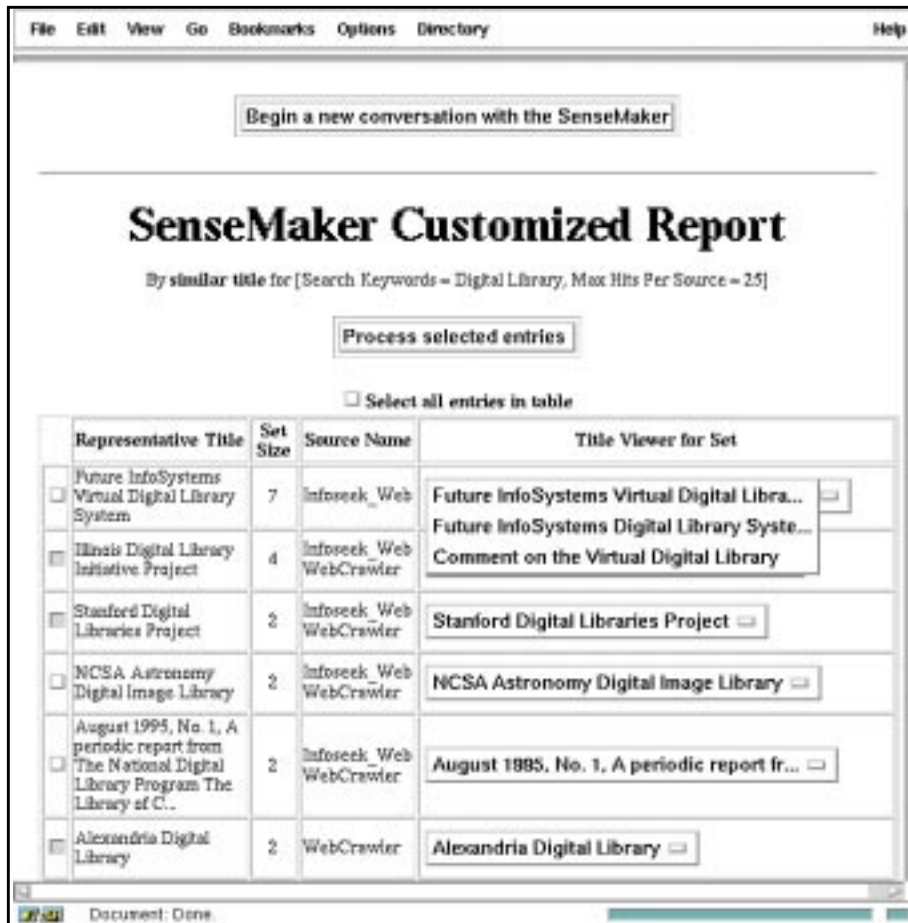 File Edit View Go Bookmarks Options Directory Help
Begin a new conversation with the SenseMaker
SenseMaker Customized Report
By similar title for [Search Keywords = Digital Library, Max Hits Per Source = 25]
Process selected entries
Select all entries in table
Representative Title
Set
Size
Source Name
Title Viewer for Set
Future InfoSystems
Virtual Digital Library
System
7
Infoseek_Web
Future InfoSystems Virtual Digital Libra...
Future InfoSystems Digital Library Syste...
Comment on the Virtual Digital Library
Illinois Digital Library
Initiative Project
4
Infoseek_Web
WebCrawler
Stanford Digital
Libraries Project
2
Infoseek_Web
WebCrawler
Stanford Digital Libraries Project
NCSA Astronomy
Digital Image Library
2
Infoseek_Web
WebCrawler
NCSA Astronomy Digital Image Library
August 1995, No. 1, A
periodic report from
The National Digital
Library Program The
Library of C...
2
Infoseek_Web
WebCrawler
August 1995, No. 1, A periodic report fr...
Alexandria Digital
Library
2
WebCrawler
Alexandria Digital Library
Document: Done.